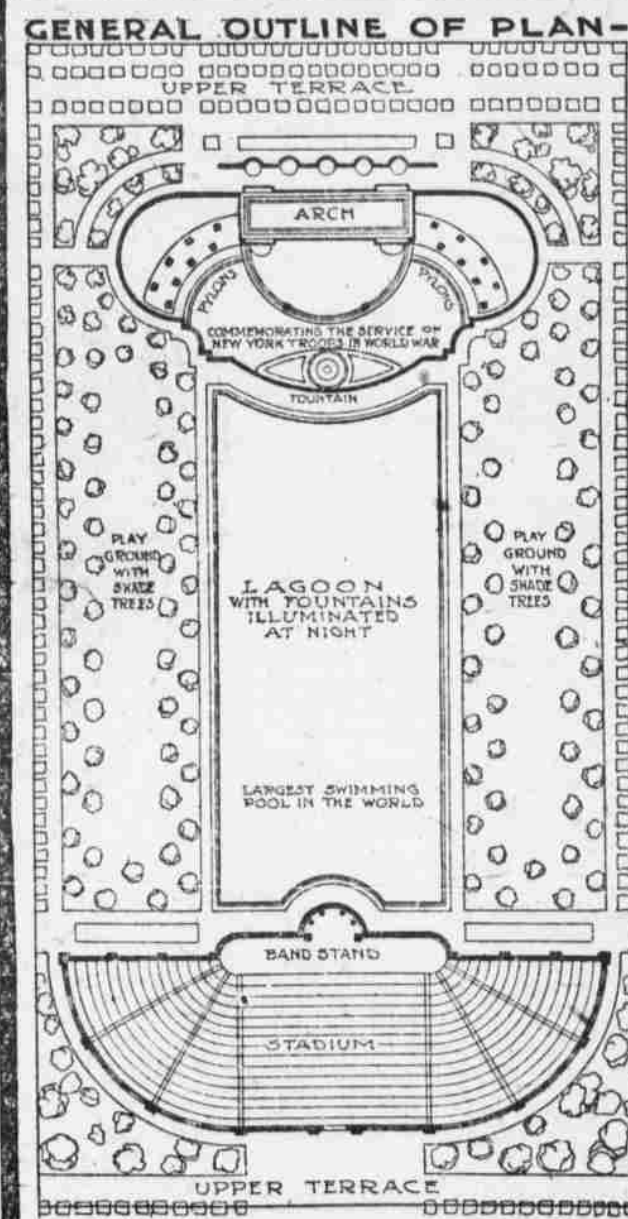 GENERAL OUTLINE OF PLAN-
UPPER TERRACE
ARCH
PYLONS
PYLONS
COMMEMORATING THE SERVICE OF
NEW YORK TROOPS IN WORLD WAR
FOUNTAIN
PLAY
GROUND
WITH
SHADE
TREES
PLAY
GROUND
WITH
SHADE
TREES
LAGOON
WITH FOUNTAINS
ILLUMINATED
AT NIGHT
LARGEST SWIMMING
POOL IN THE WORLD
BAND STAND
STADIUM
UPPER TERRACE